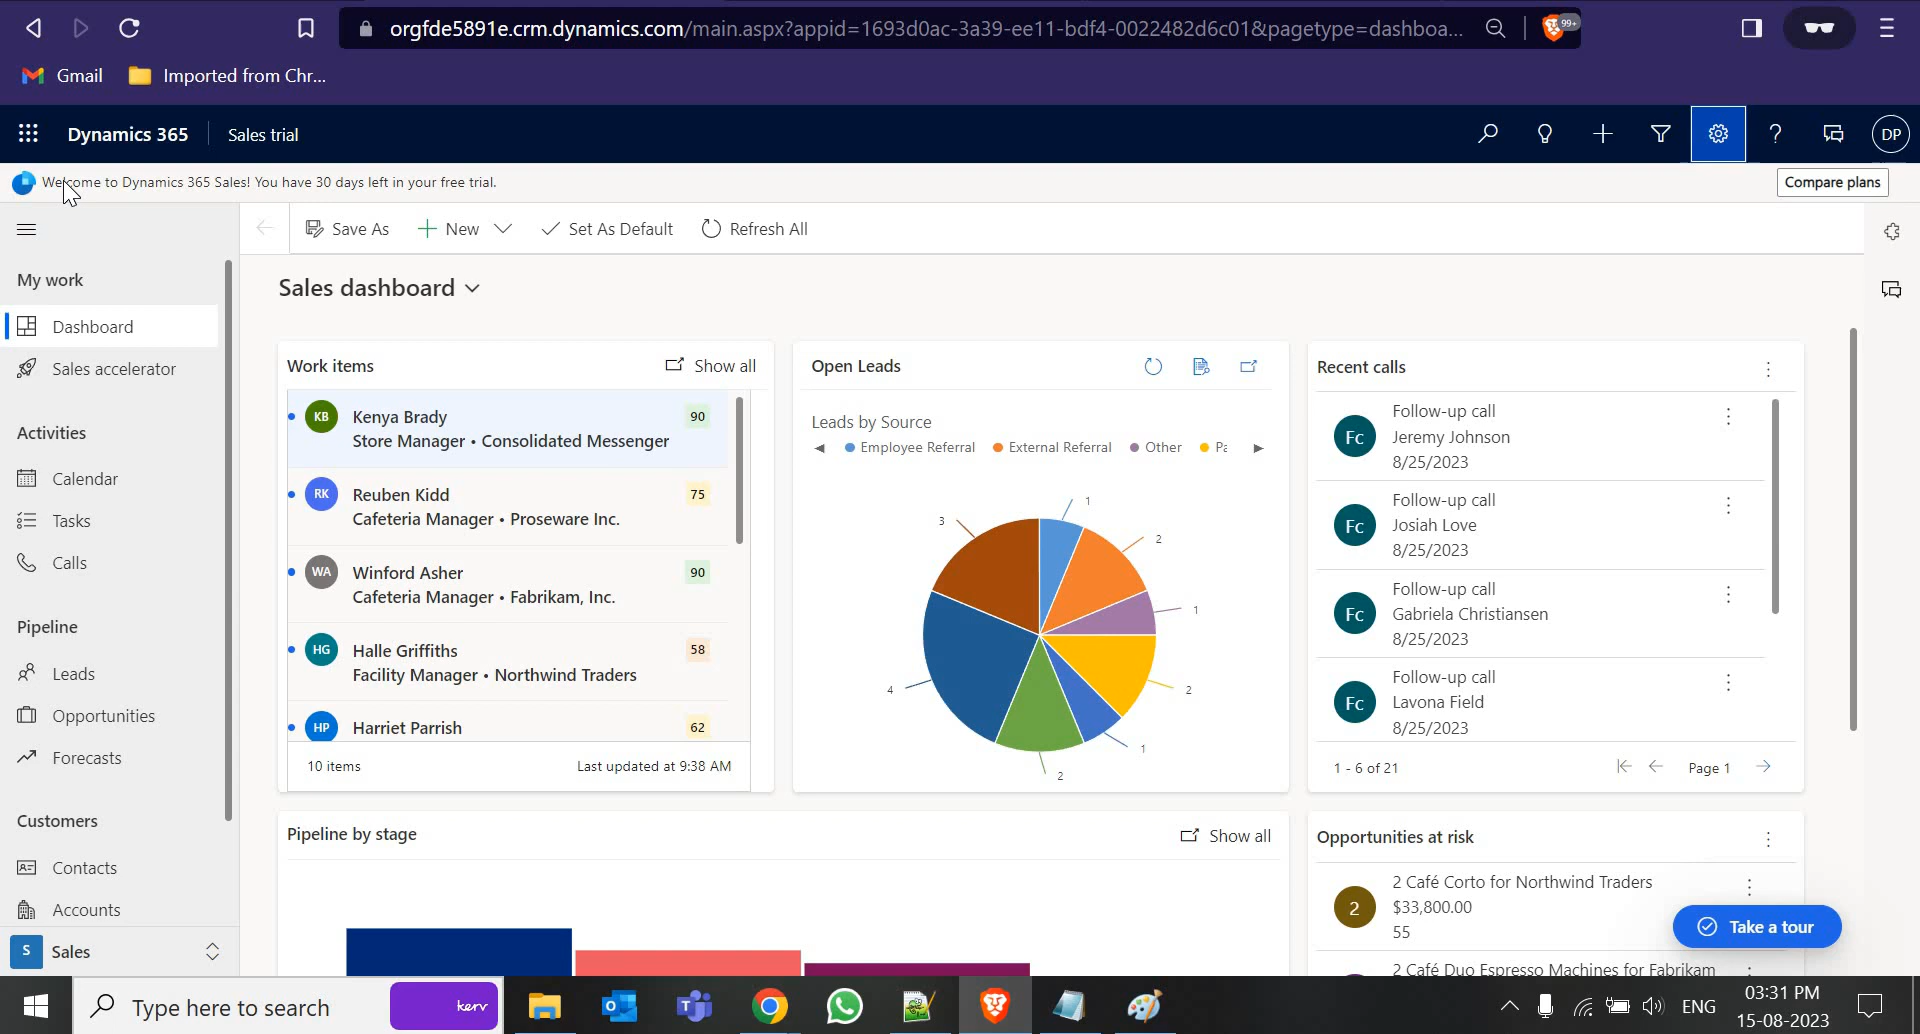 orgfde5891e.crm.dynamics.com/main.aspx?appid=1693d0ac-3a39-ee11-bdf4-0022482d6c01&pagetype=dashboa...
99+
Gmail
Imported from Chr...
Dynamics 365
Sales trial
?
DP
Welcome to Dynamics 365 Sales! You have 30 days left in your free trial.
Compare plans
Save As
New
Set As Default
Refresh All
My work
Dashboard
Sales accelerator
Activities
Calendar
Tasks
Calls
Pipeline
Leads
Opportunities
Forecasts
Customers
Contacts
Accounts
S
Sales
Sales dashboard
Work items
Show all
KB
Kenya Brady
90
Store Manager • Consolidated Messenger
RK
Reuben Kidd
75
Cafeteria Manager • Proseware Inc.
WA
Winford Asher
90
Cafeteria Manager • Fabrikam, Inc.
HG
Halle Griffiths
58
Facility Manager • Northwind Traders
HP
Harriet Parrish
62
10 items
Last updated at 9:38 AM
Open Leads
Leads by Source
Employee Referral
External Referral
Other
Pa
1
2
1
2
1
2
4
3
Recent calls
Fc
Follow-up call
Jeremy Johnson
8/25/2023
Fc
Follow-up call
Josiah Love
8/25/2023
Fc
Follow-up call
Gabriela Christiansen
8/25/2023
Fc
Follow-up call
Lavona Field
8/25/2023
1 - 6 of 21
Page 1
Pipeline by stage
Show all
Opportunities at risk
2
2 Café Corto for Northwind Traders
$33,800.00
55
2 Café Duo Espresso Machines for Fabrikam
Take a tour
Type here to search
kerv
ENG
03:31 PM
15-08-2023